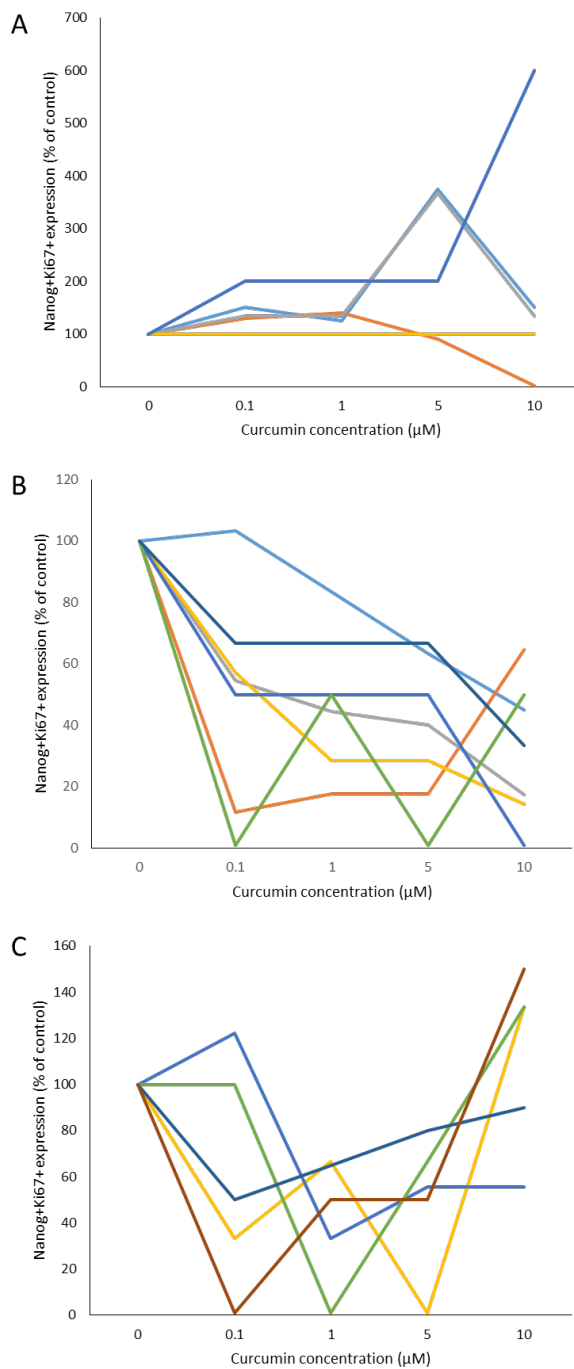 A
Nanog+Ki67+expression (% of control)
700
600
500
400
300
200
100
0
0 0.1 1 5 10
Curcumin concentration (µM)
B
Nanog+Ki67+expression (% of control)
120
100
80
60
40
20
0
0 0.1 1 5 10
Curcumin concentration (µM)
C
Nanog+Ki67+expression (% of control)
160
140
120
100
80
60
40
20
0
0 0.1 1 5 10
Curcumin concentration (µM)